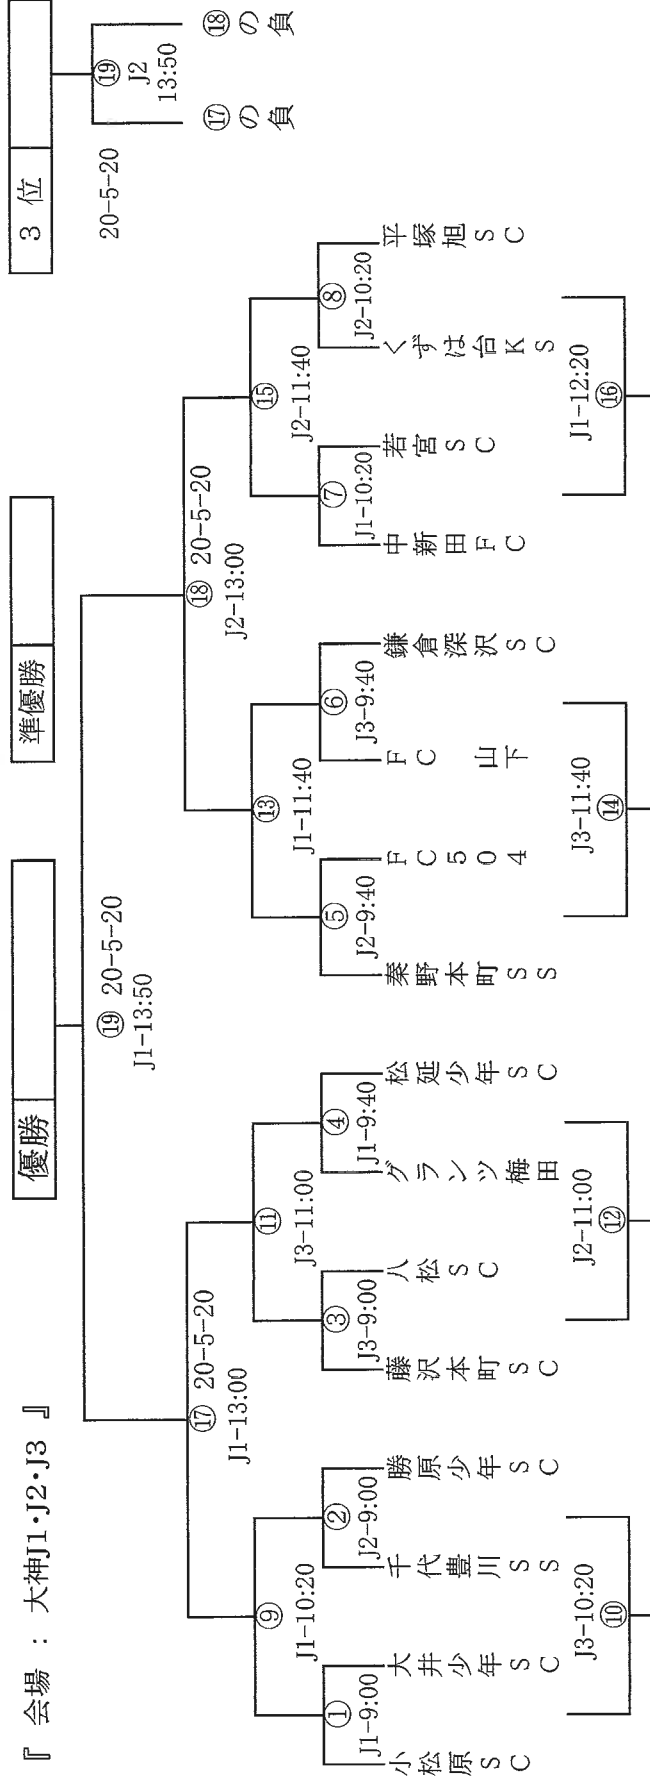 『 会場 : 大神J1・J2・J3 』
優勝
準優勝
3 位
⑲ 20-5-20
J1-13:50
20-5-20
⑲
J2
13:50
⑰の負
⑱の負
⑰ 20-5-20
J1-13:00
⑱ 20-5-20
J2-13:00
⑨
J1-10:20
⑪
J3-11:00
⑬
J1-11:40
⑮
J2-11:40
①
J1-9:00
②
J2-9:00
③
J3-9:00
④
J1-9:40
⑤
J2-9:40
⑥
J3-9:40
⑦
J1-10:20
⑧
J2-10:20
小松原SC
大井少年SC
千代豊川SS
勝原少年SC
藤沢本町SC
八松SC
グランツ梅田
松延少年SC
秦野本町SS
FC504
FC 山下
鎌倉深沢SC
中新田FC
若宮SC
くずは台KS
平塚旭SC
J3-10:20
⑩
J2-11:00
⑫
J3-11:40
⑭
J1-12:20
⑯